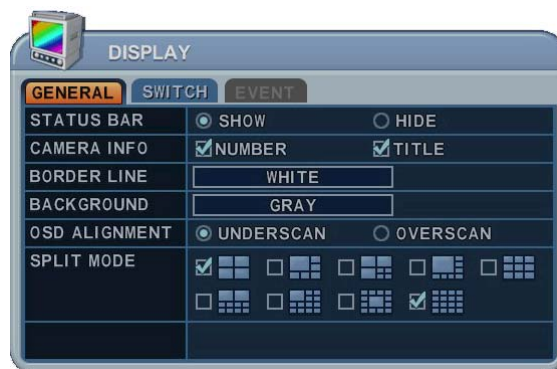 DISPLAY
GENERAL SWITCH EVENT
STATUS BAR SHOW HIDE
CAMERA INFO NUMBER TITLE
BORDER LINE WHITE
BACKGROUND GRAY
OSD ALIGNMENT UNDERSCAN OVERSCAN
SPLIT MODE